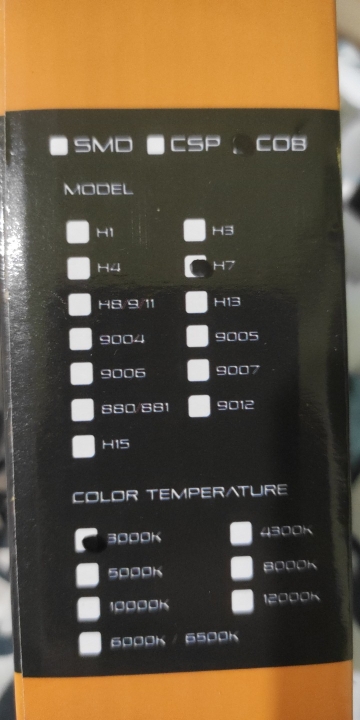 SMD CSP COB
MODEL
H1 H3
H4 H7
H8/9/11 H13
9004 9005
9006 9007
880/881 9012
H15
COLOR TEMPERATURE
3000K 4300K
5000K 8000K
10000K 12000K
6000K / 6500K